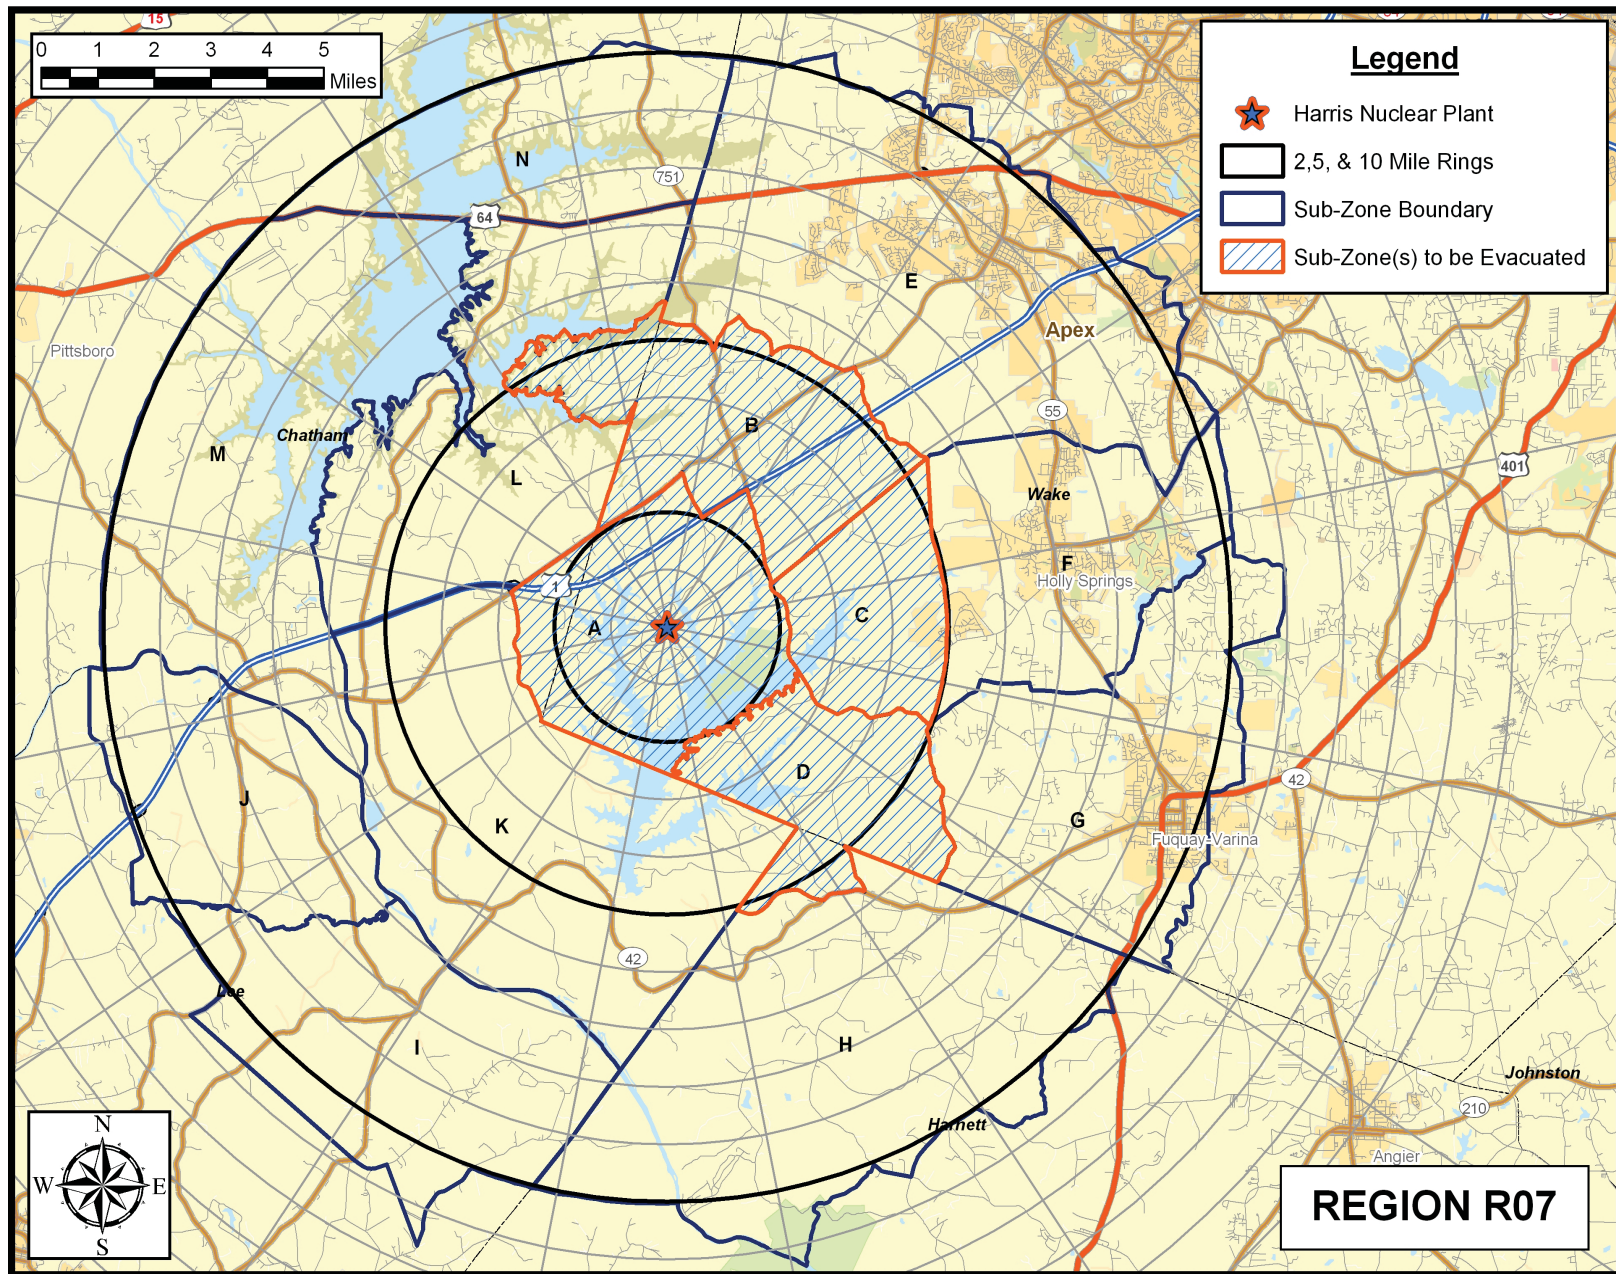 15
0 1 2 3 4 5
Miles
Legend
Harris Nuclear Plant
2,5, & 10 Mile Rings
Sub-Zone Boundary
Sub-Zone(s) to be Evacuated
N
751
64
E
Apex
Pittsboro
55
B
Chatham
M
L
401
Wake
F
Holly Springs
1
A
C
D
42
J
G
K
Fuquay-Varina
42
Lee
I
H
Johnston
210
Harnett
Angier
N
W E
S
REGION R07